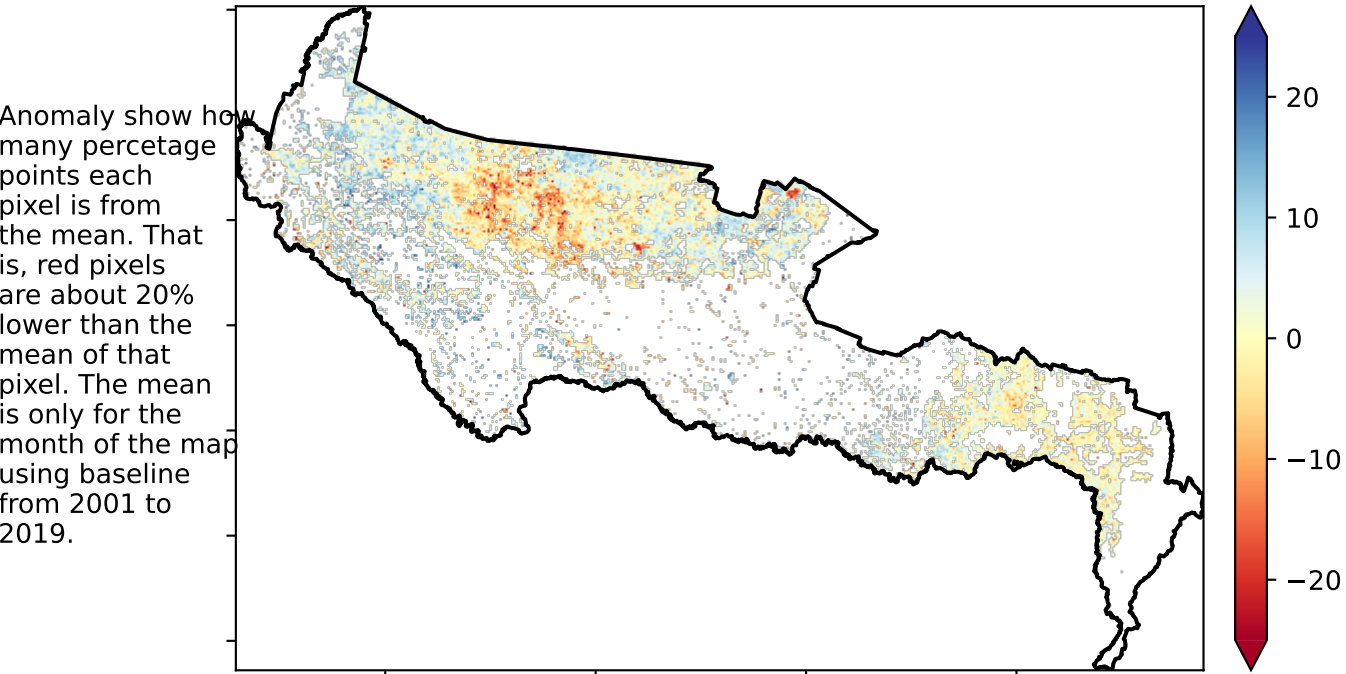 Anomaly show how
many percetage
points each
pixel is from
the mean. That
is, red pixels
are about 20%
lower than the
mean of that
pixel. The mean
is only for the
month of the map
using baseline
from 2001 to
2019.
20
10
0
−10
−20